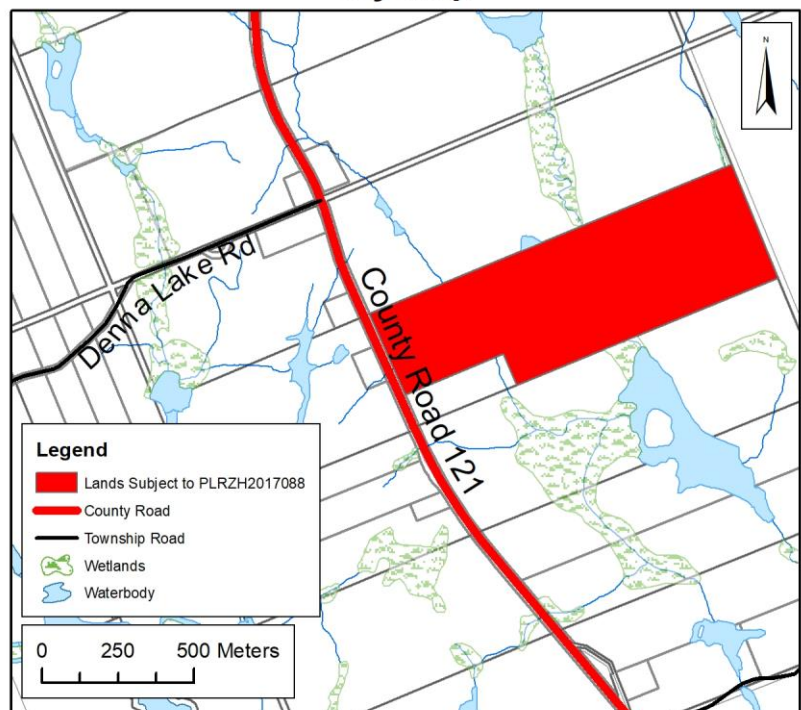 N
Denna Lake Rd
County Road 121
Legend
Lands Subject to PLRZH2017088
County Road
Township Road
Wetlands
Waterbody
0 250 500 Meters